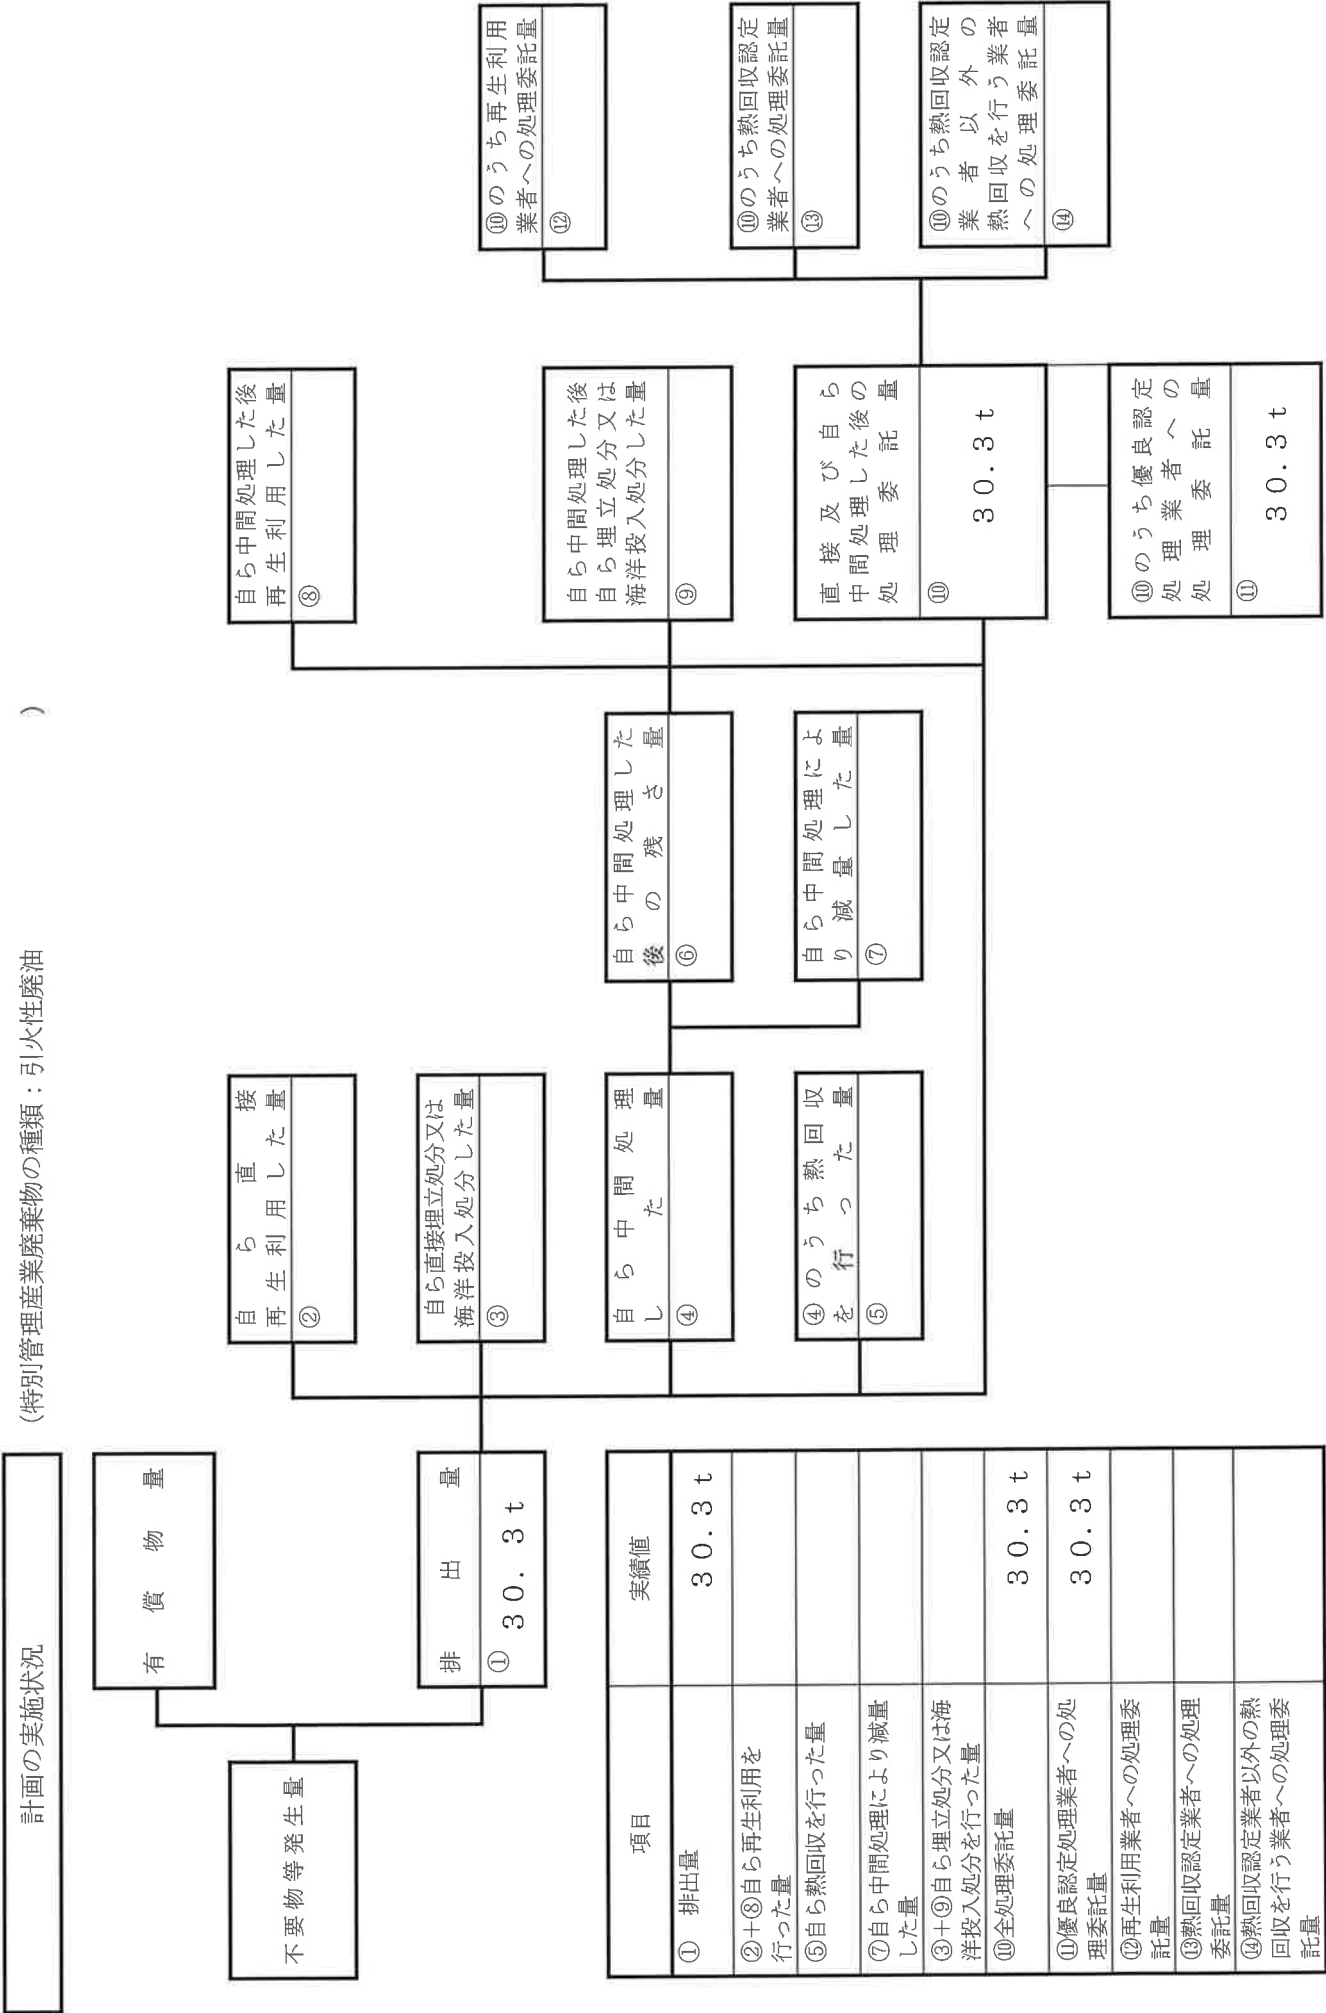 計画の実施状況
(特別管理産業廃棄物の種類：引火性廃油 )
不要物等発生量
有償物量
排出量
① 30.3t
自ら直接
再生利用した量
②
自ら直接埋立処分又は
海洋投入処分した量
③
自ら中間処理
した量
④
④のうち熱回収
を行った量
⑤
自ら中間処理した
後の残さ量
⑥
自ら中間処理によ
り減量した量
⑦
自ら中間処理した後
再生利用した量
⑧
自ら中間処理した後
自ら埋立処分又は
海洋投入処分した量
⑨
直接及び自ら
中間処理した後の
処理委託量
⑩
30.3t
⑩のうち優良認定
処理業者への
処理委託量
⑪
30.3t
⑩のうち再生利用
業者への処理委託量
⑫
⑩のうち熱回収認定
業者への処理委託量
⑬
⑩のうち熱回収認定
業者以外の
熱回収を行う業者
への処理委託量
⑭
項目 実績値
① 排出量 30.3t
②＋⑧自ら再生利用を
行った量
⑤自ら熱回収を行った量
⑦自ら中間処理により減量
した量
③＋⑨自ら埋立処分又は海
洋投入処分を行った量
⑩全処理委託量 30.3t
⑪優良認定処理業者への処
理委託量 30.3t
⑫再生利用業者への処理委
託量
⑬熱回収認定業者への処理
委託量
⑭熱回収認定業者以外の熱
回収を行う業者への処理委
託量